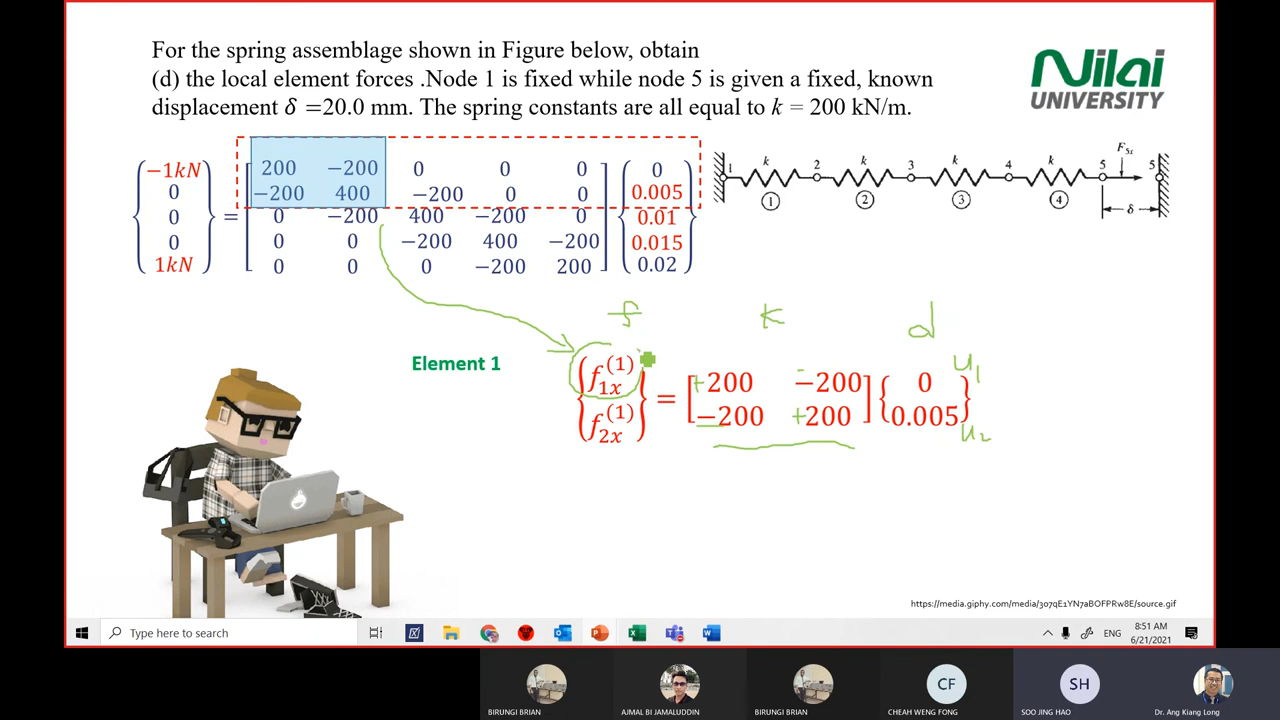 For the spring assemblage shown in Figure below, obtain
(d) the local element forces .Node 1 is fixed while node 5 is given a fixed, known
displacement δ =20.0 mm. The spring constants are all equal to k = 200 kN/m.
Nilai
UNIVERSITY
−1kN 200 −200 0 0 0 0
0 = −200 400 −200 0 0 0.005
0 0 −200 400 −200 0 0.01
0 0 0 −200 400 −200 0.015
1kN 0 0 0 −200 200 0.02
k k k k F5x
1 2 3 4 5 5
1 2 3 4 δ
f k d
Element 1
u1
f1x(1) = +200 −200 0
f2x(1) −200 +200 0.005
u2
https://media.giphy.com/media/3o7qE1YN7aBOFPRw8E/source.gif
Type here to search
ENG
8:51 AM
6/21/2021
BIRUNGI BRIAN
AJMAL BI JAMALUDDIN
BIRUNGI BRIAN
CF
CHEAH WENG FONG
SH
SOO JING HAO
Dr. Ang Kiang Long